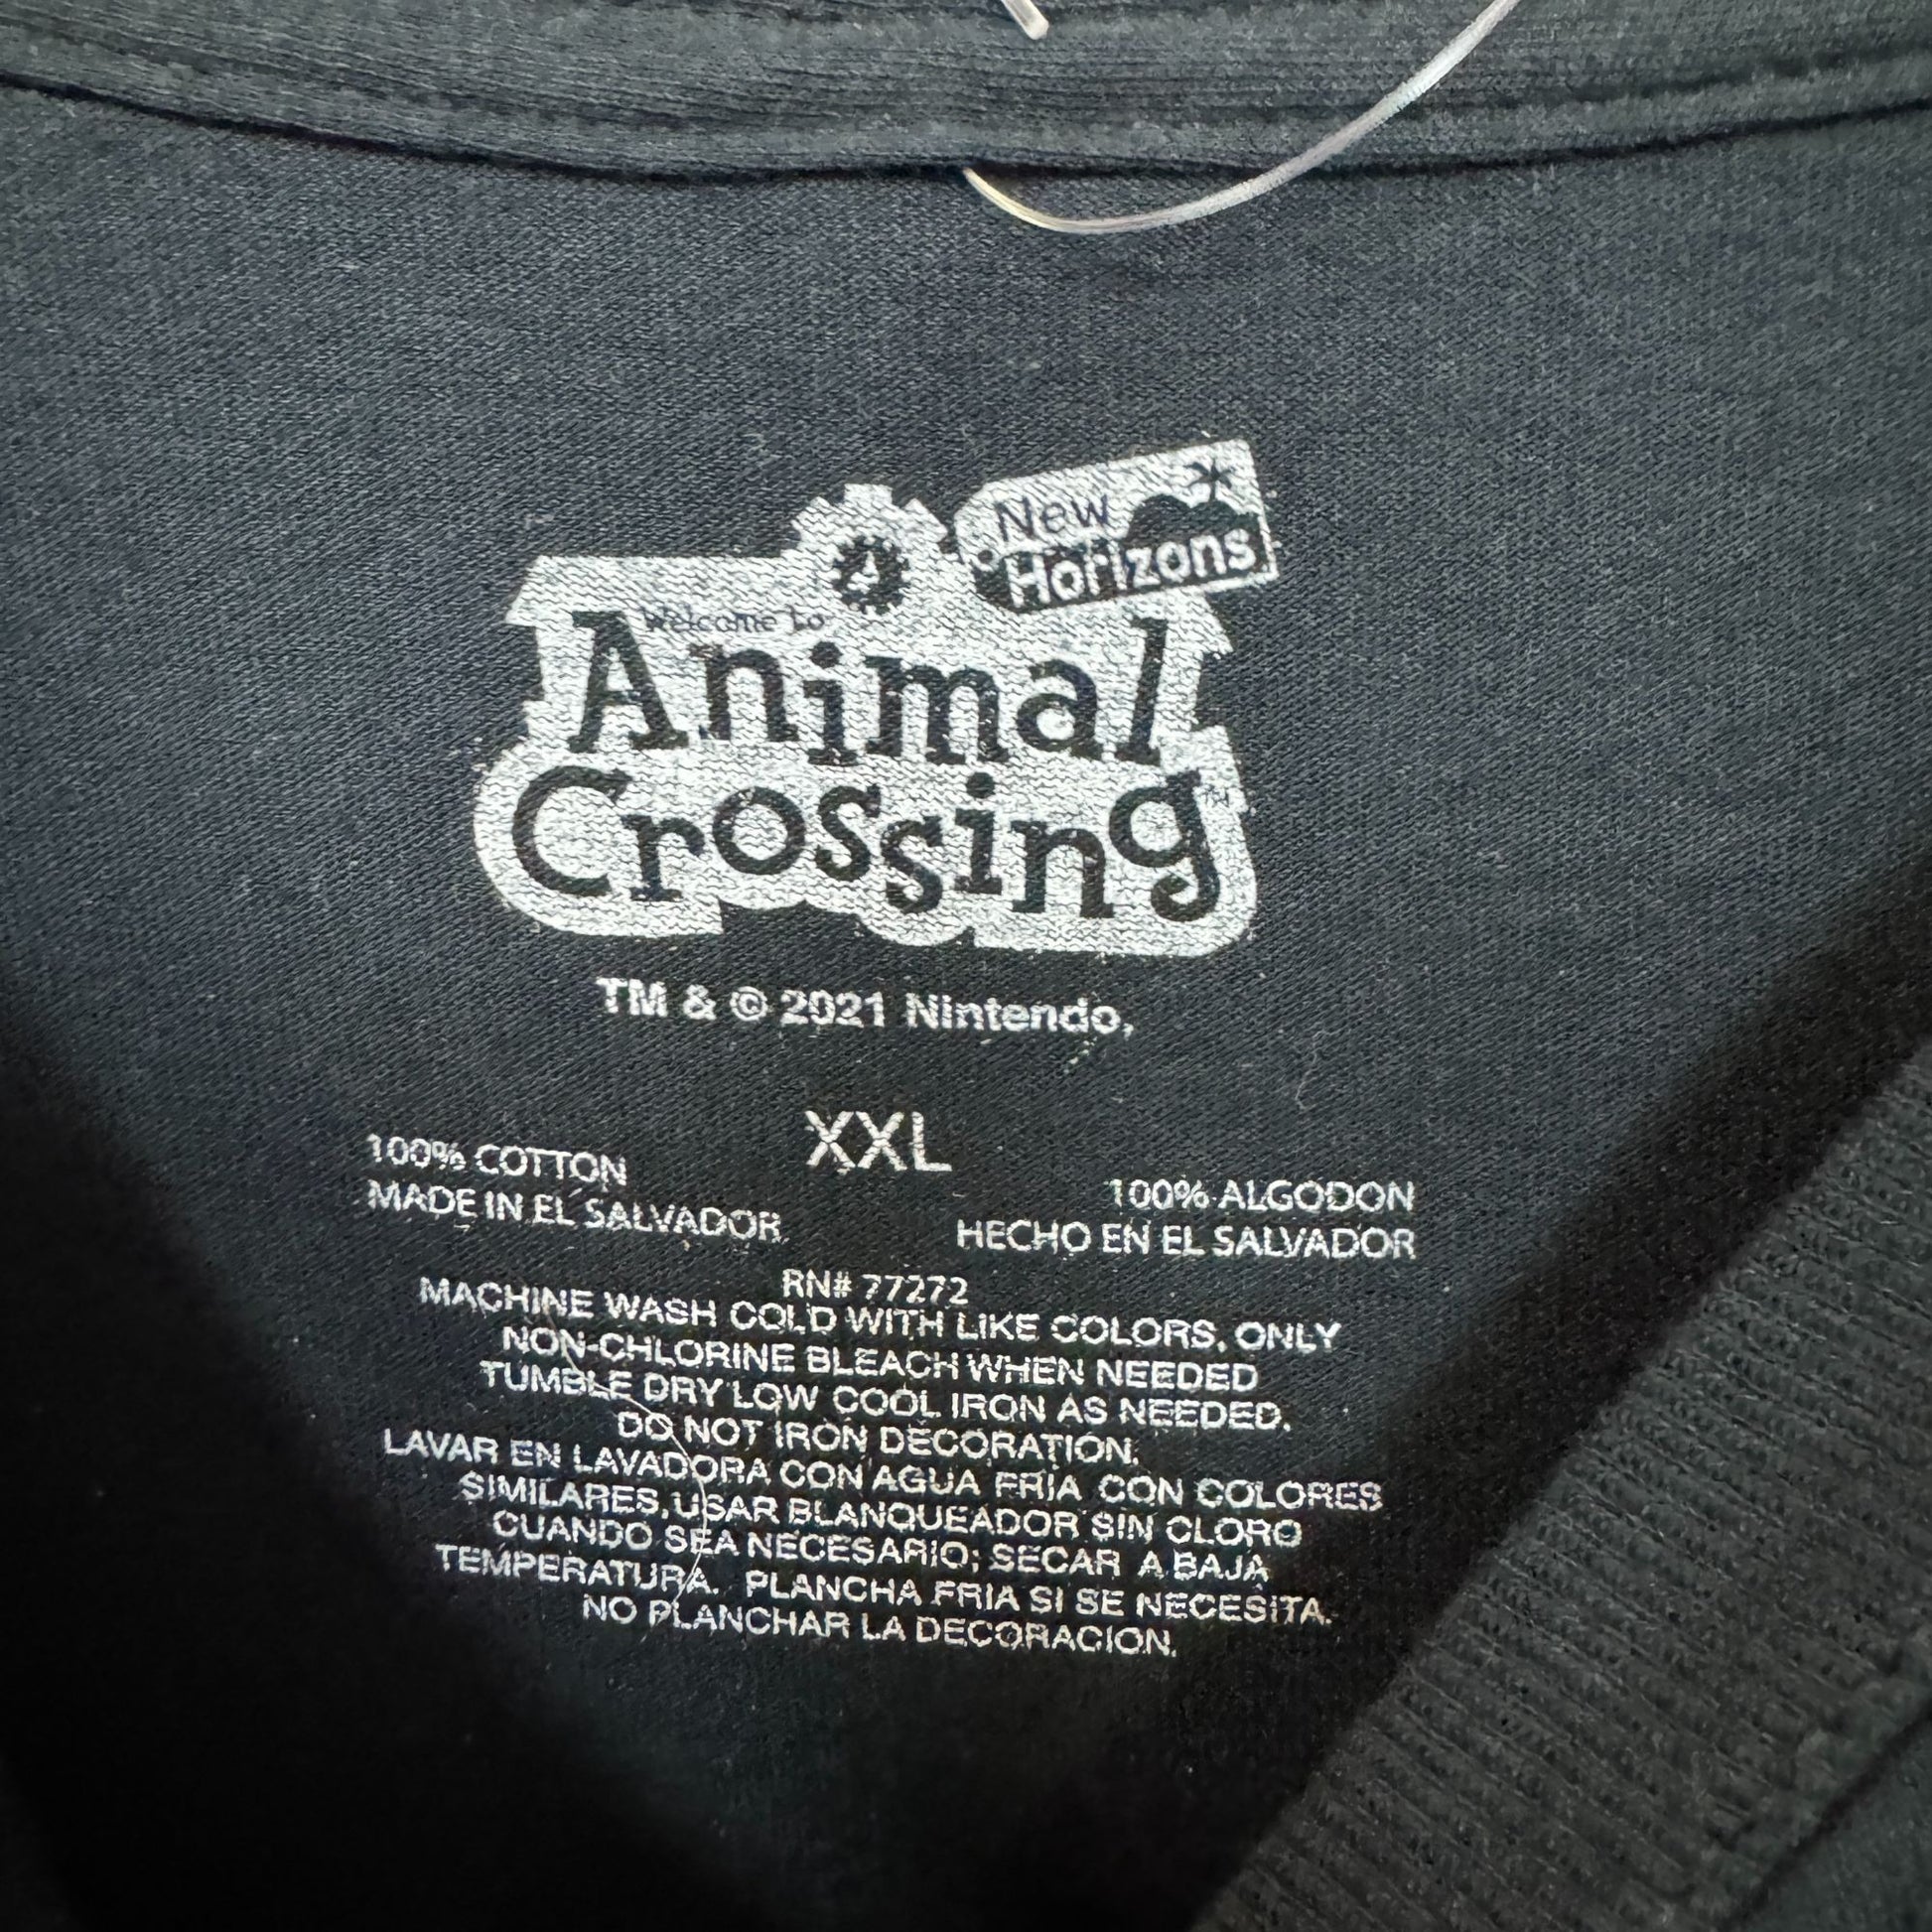 New
Horizons
Welcome to
Animal
Crossing™
TM & © 2021 Nintendo,
XXL
100% COTTON
MADE IN EL SALVADOR
100% ALGODON
HECHO EN EL SALVADOR
RN# 77272
MACHINE WASH COLD WITH LIKE COLORS, ONLY
NON-CHLORINE BLEACH WHEN NEEDED
TUMBLE DRY LOW COOL IRON AS NEEDED.
DO NOT IRON DECORATION.
LAVAR EN LAVADORA CON AGUA FRIA CON COLORES
SIMILARES, USAR BLANQUEADOR SIN CLORO
CUANDO SEA NECESARIO; SECAR A BAJA
TEMPERATURA. PLANCHA FRIA SI SE NECESITA.
NO PLANCHAR LA DECORACION.